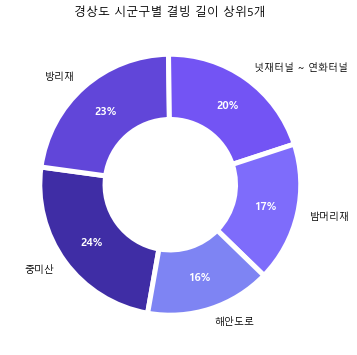 경상도 시군구별 결빙 길이 상위5개
넛재터널 ~ 연화터널
방리재
20%
23%
17%
밤머리재
24%
중미산
16%
해안도로